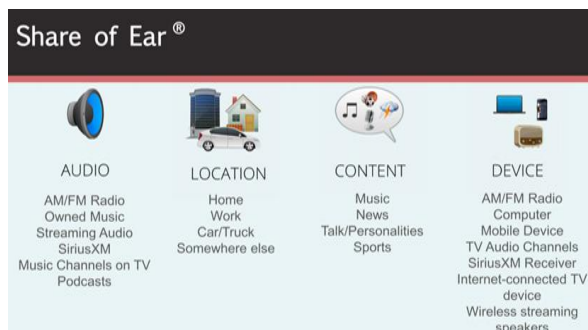 Share of Ear ®
AUDIO
AM/FM Radio
Owned Music
Streaming Audio
SiriusXM
Music Channels on TV
Podcasts
LOCATION
Home
Work
Car/Truck
Somewhere else
CONTENT
Music
News
Talk/Personalities
Sports
DEVICE
AM/FM Radio
Computer
Mobile Device
TV Audio Channels
SiriusXM Receiver
Internet-connected TV
device
Wireless streaming
speakers